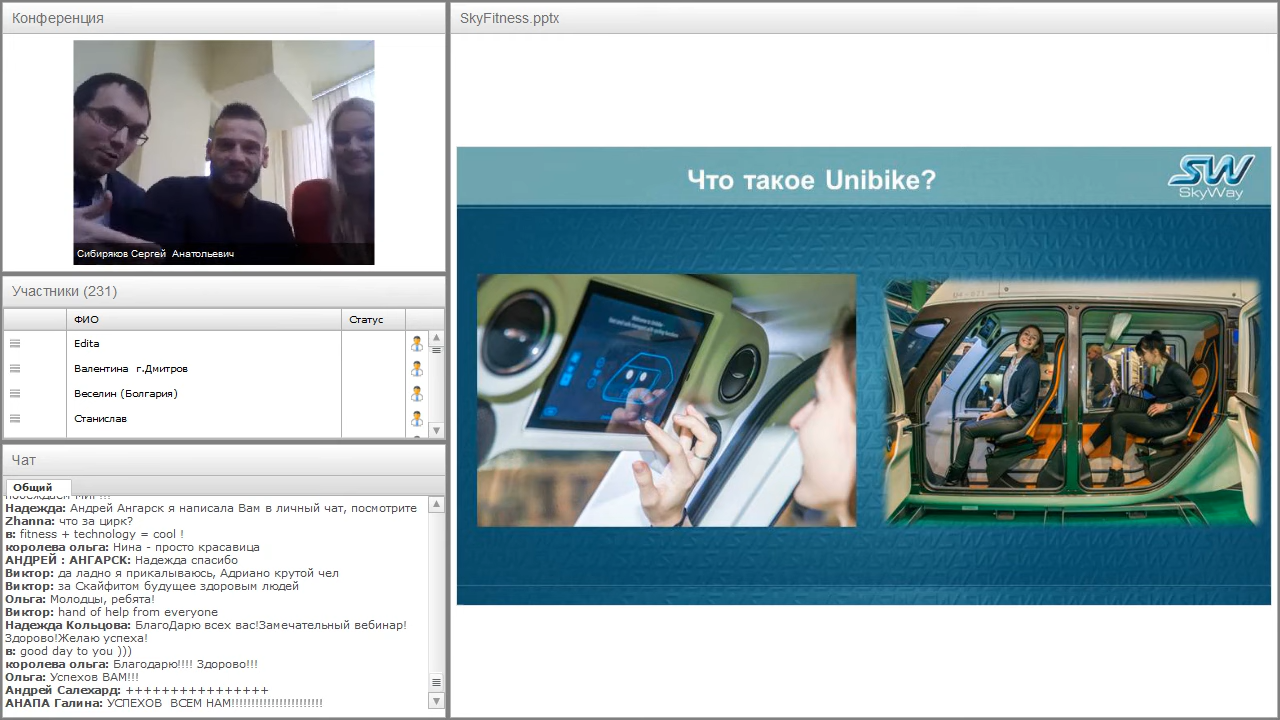 Конференция
Сибиряков Сергей Анатольевич
Участники (231)
ФИО
Статус
Edita
Валентина г.Дмитров
Веселин (Болгария)
Станислав
Чат
Общий
Надежда: Андрей Ангарск А написала Вам в личный чат, посмотрите
Zhanna: что за цирк?
в: fitness + technology = cool !
королева ольга: Нина - просто красавица
АНДРЕЙ : АНГАРСК: Надежда спасибо
Виктор: да ладно я прикалываюсь, Адриано крутой чел
Виктор: за Скайфитом будущее здоровым людей
Ольга: Молодцы, ребята!
Виктор: hand of help from everyone
Надежда Кольцова: БлагоДарю всех вас!Замечательный вебинар!
Здорово!Желаю успеха!
в: good day to you )))
королева ольга: Благодарю!!!! Здорово!!!
Ольга: Успехов ВАМ!!!
Андрей Салехард: ++++++++++++++++
АНАПА Галина: УСПЕХОВ ВСЕМ НАМ!!!!!!!!!!!!!!!!!!!!!!!
SkyFitness.pptx
Что такое Unibike?
SW
SkyWay